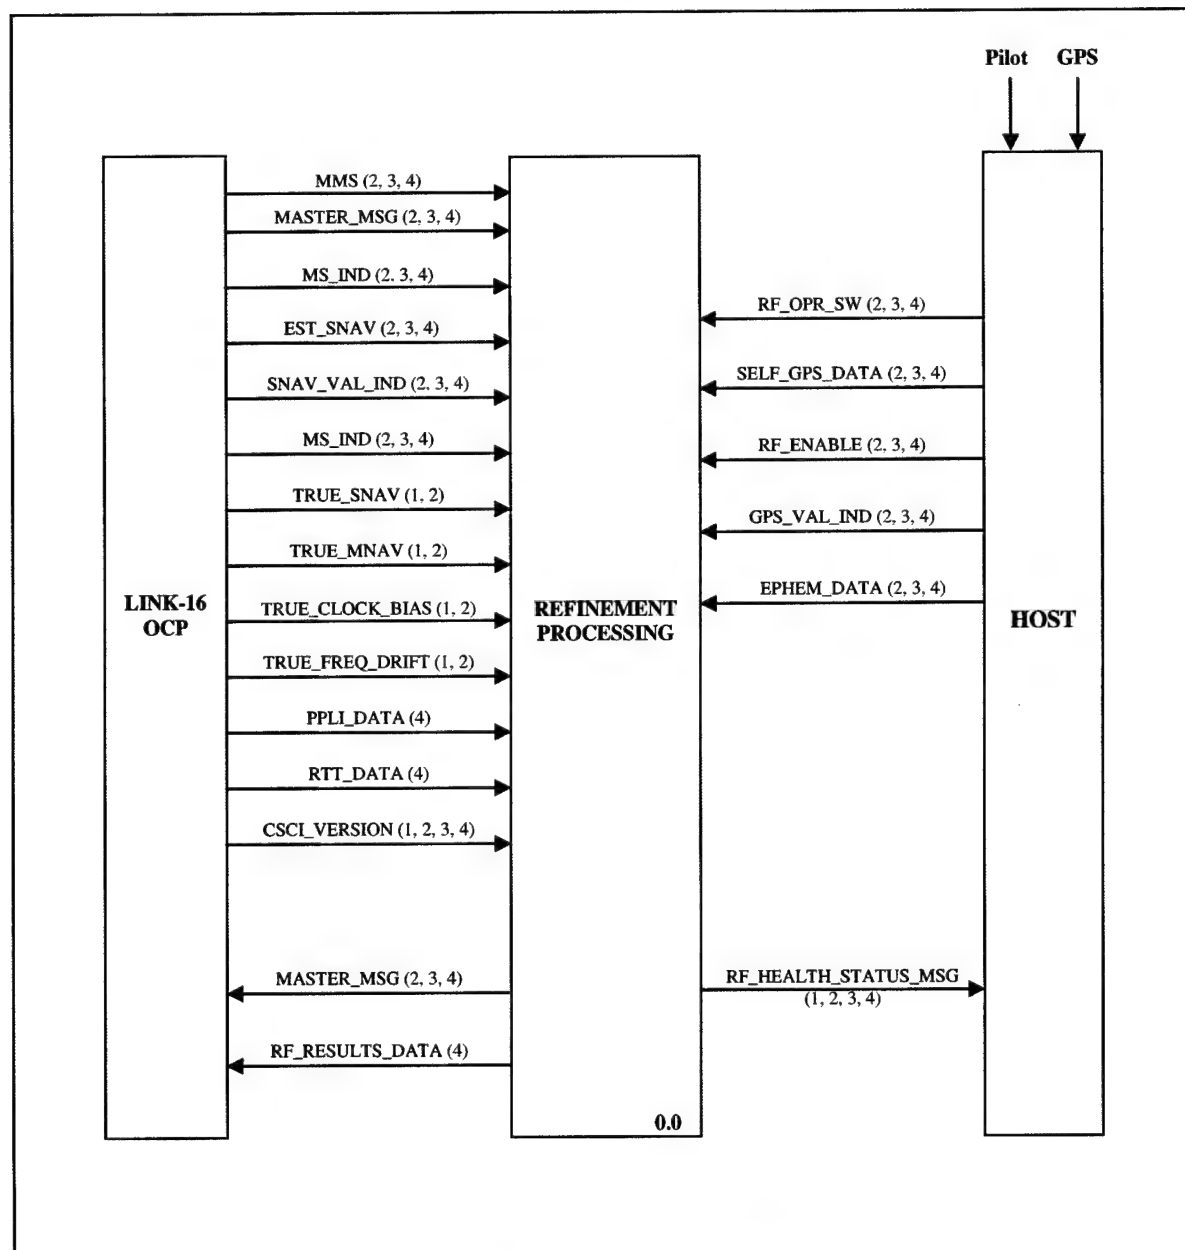 Pilot GPS
MMS (2, 3, 4)
MASTER_MSG (2, 3, 4)
MS_IND (2, 3, 4)
EST_SNAV (2, 3, 4)
SNAV_VAL_IND (2, 3, 4)
MS_IND (2, 3, 4)
TRUE_SNAV (1, 2)
TRUE_MNAV (1, 2)
TRUE_CLOCK_BIAS (1, 2)
TRUE_FREQ_DRIFT (1, 2)
PPLI_DATA (4)
RTT_DATA (4)
CSCI_VERSION (1, 2, 3, 4)
MASTER_MSG (2, 3, 4)
RF_RESULTS_DATA (4)
LINK-16
OCP
REFINEMENT
PROCESSING
0.0
RF_OPR_SW (2, 3, 4)
SELF_GPS_DATA (2, 3, 4)
RF_ENABLE (2, 3, 4)
GPS_VAL_IND (2, 3, 4)
EPHEM_DATA (2, 3, 4)
RF_HEALTH_STATUS_MSG
(1, 2, 3, 4)
HOST